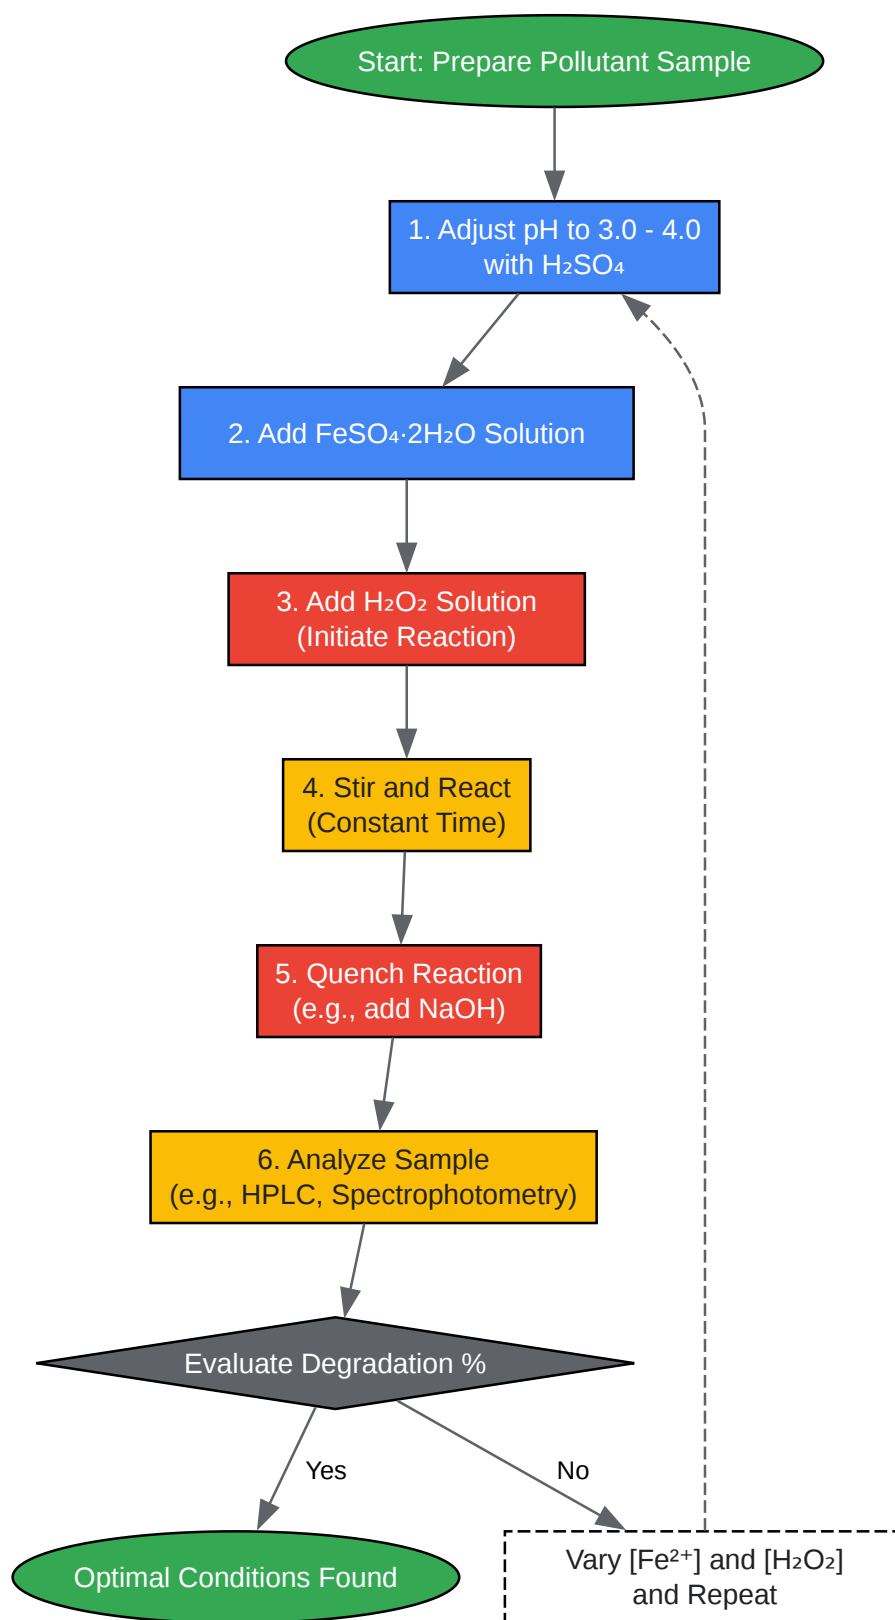 Start: Prepare Pollutant Sample
1. Adjust pH to 3.0 - 4.0
with H₂SO₄
2. Add FeSO₄·2H₂O Solution
3. Add H₂O₂ Solution
(Initiate Reaction)
4. Stir and React
(Constant Time)
5. Quench Reaction
(e.g., add NaOH)
6. Analyze Sample
(e.g., HPLC, Spectrophotometry)
Evaluate Degradation %
Yes
No
Optimal Conditions Found
Vary [Fe²⁺] and [H₂O₂]
and Repeat